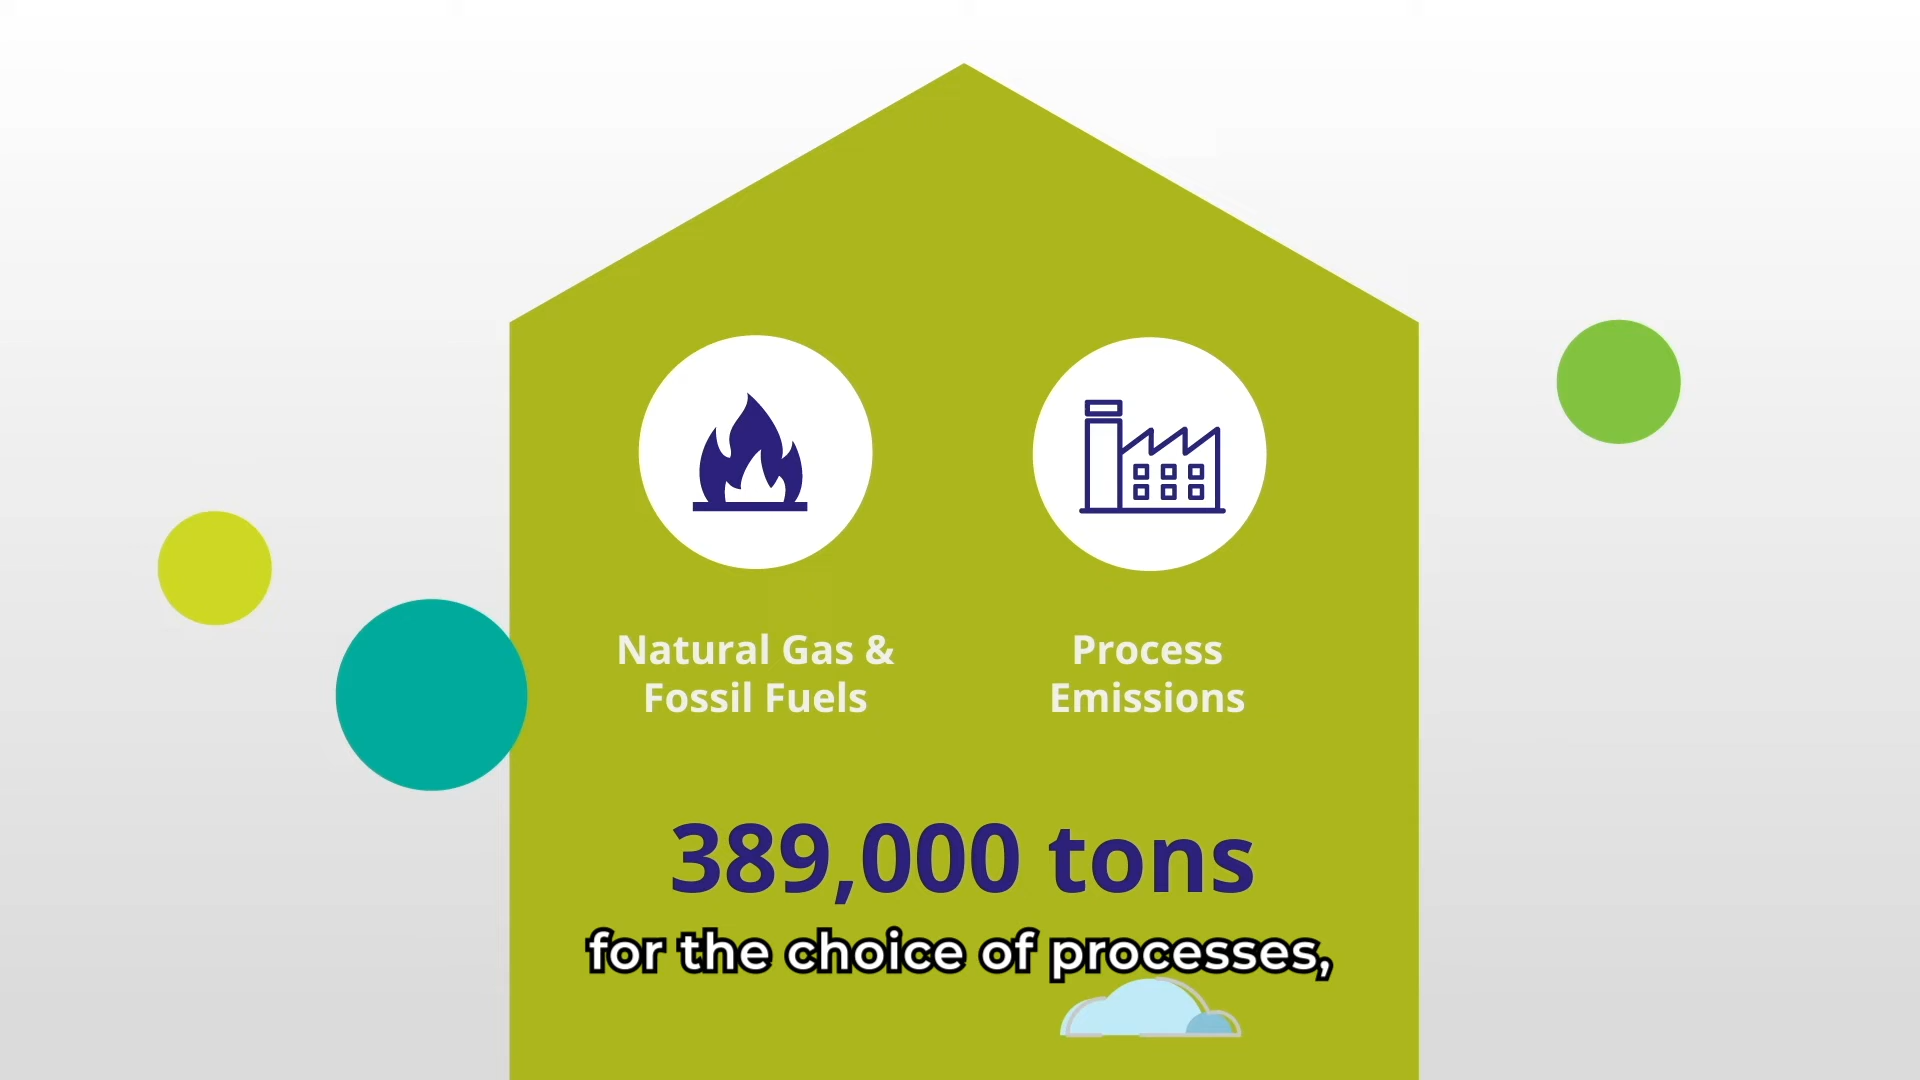 Natural Gas &
Fossil Fuels
Process
Emissions
389,000 tons
for the choice of processes,